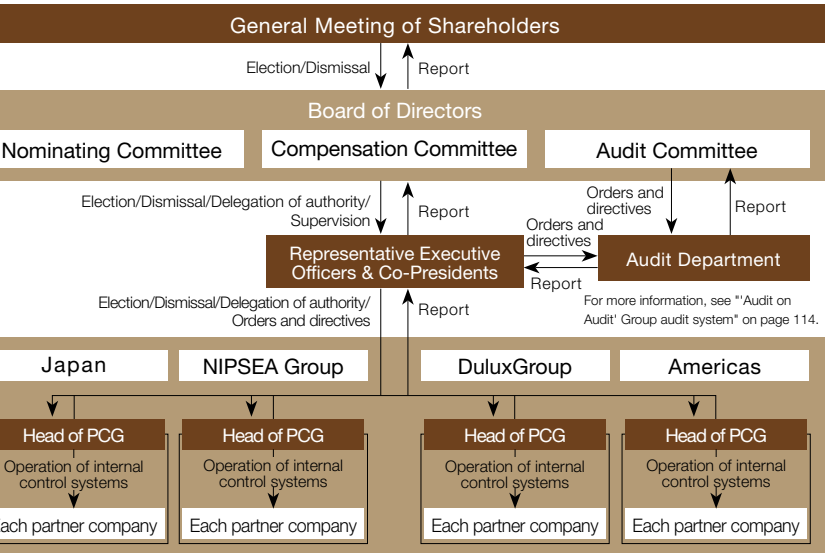 General Meeting of Shareholders
Election/Dismissal
Report
Board of Directors
Nominating Committee
Compensation Committee
Audit Committee
Election/Dismissal/Delegation of authority/
Supervision
Report
Orders and
directives
Report
Representative Executive
Officers & Co-Presidents
Orders and
directives
Report
Audit Department
For more information, see "'Audit on
Audit' Group audit system" on page 114.
Election/Dismissal/Delegation of authority/
Orders and directives
Report
Japan
NIPSEA Group
DuluxGroup
Americas
Head of PCG
Head of PCG
Head of PCG
Head of PCG
Operation of internal
control systems
Operation of internal
control systems
Operation of internal
control systems
Operation of internal
control systems
ach partner company
Each partner company
Each partner company
Each partner company